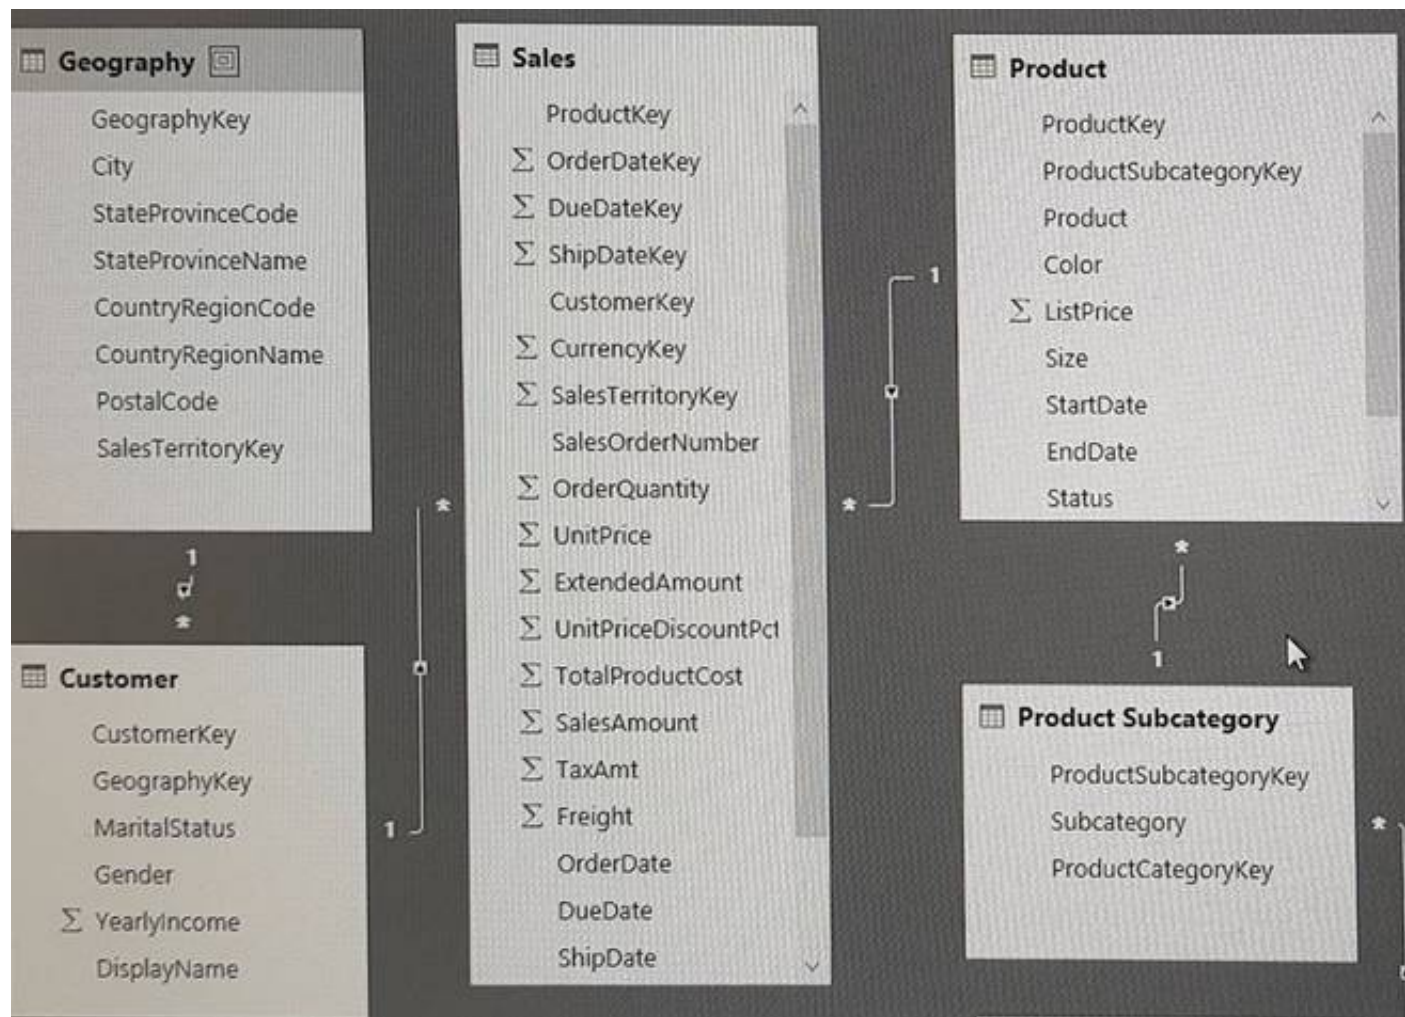 Geography
GeographyKey
City
StateProvinceCode
StateProvinceName
CountryRegionCode
CountryRegionName
PostalCode
SalesTerritoryKey
1
*
Customer
CustomerKey
GeographyKey
MaritalStatus
Gender
Σ YearlyIncome
DisplayName
1
*
Sales
ProductKey
Σ OrderDateKey
Σ DueDateKey
Σ ShipDateKey
CustomerKey
Σ CurrencyKey
Σ SalesTerritoryKey
SalesOrderNumber
Σ OrderQuantity
Σ UnitPrice
Σ ExtendedAmount
Σ UnitPriceDiscountPct
Σ TotalProductCost
Σ SalesAmount
Σ TaxAmt
Σ Freight
OrderDate
DueDate
ShipDate
*
1
Product
ProductKey
ProductSubcategoryKey
Product
Color
Σ ListPrice
Size
StartDate
EndDate
Status
*
1
Product Subcategory
ProductSubcategoryKey
Subcategory
ProductCategoryKey
*